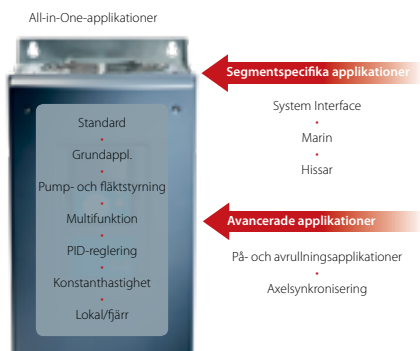 All-in-One-applikationer
Standard
Grundappl.
Pump- och fläktstyrning
Multifunktion
PID-reglering
Konstanthastighet
Lokal/fjärr
Segmentspecifika applikationer
System Interface
Marin
Hissar
Avancerade applikationer
På- och avrullningsapplikationer
Axelsynkronisering